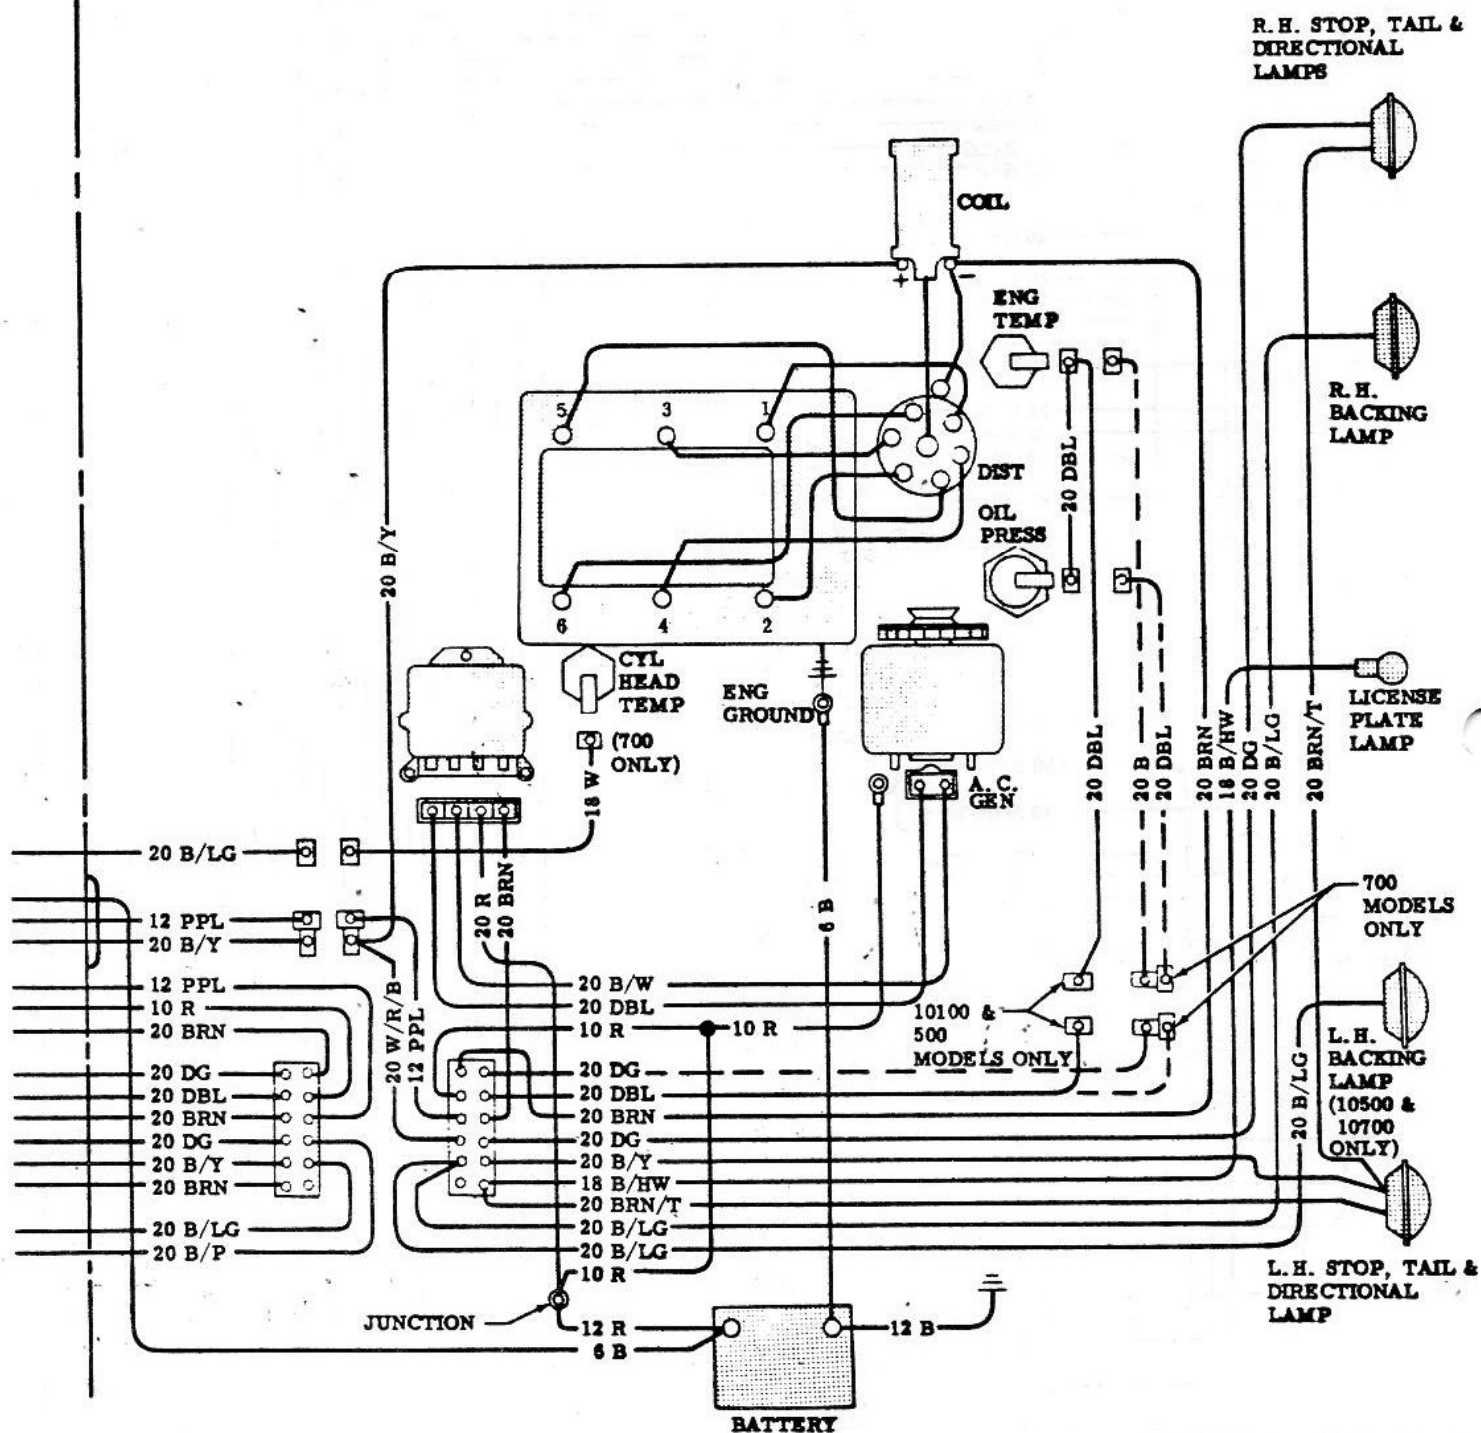 R.H. STOP, TAIL &
DIRECTIONAL
LAMPS
COIL
+
−
ENG
TEMP
R.H.
BACKING
LAMP
5
3
1
DIST
20 DBL
OIL
PRESS
20 B/Y
6
4
2
CYL
HEAD
TEMP
ENG
GROUND
LICENSE
PLATE
LAMP
(700
ONLY)
18 W
A. C.
GEN
20 DBL
20 B
20 DBL
20 BRN
18 B/HW
20 DG
20 B/LG
20 BRN/T
20 B/LG
20 R
20 BRN
6 B
700
MODELS
ONLY
12 PPL
20 B/Y
12 PPL
10 R
20 BRN
20 W/R/B
12 PPL
20 B/W
20 DBL
10 R
10 R
10100 &
500
MODELS ONLY
L.H.
BACKING
LAMP
(10500 &
10700
ONLY)
20 B/LG
20 DG
20 DBL
20 BRN
20 DG
20 B/Y
20 BRN
20 B/LG
20 B/P
20 DG
20 DBL
20 BRN
20 DG
20 B/Y
18 B/HW
20 BRN/T
20 B/LG
20 B/LG
10 R
L.H. STOP, TAIL &
DIRECTIONAL
LAMP
JUNCTION
12 R
6 B
12 B
BATTERY